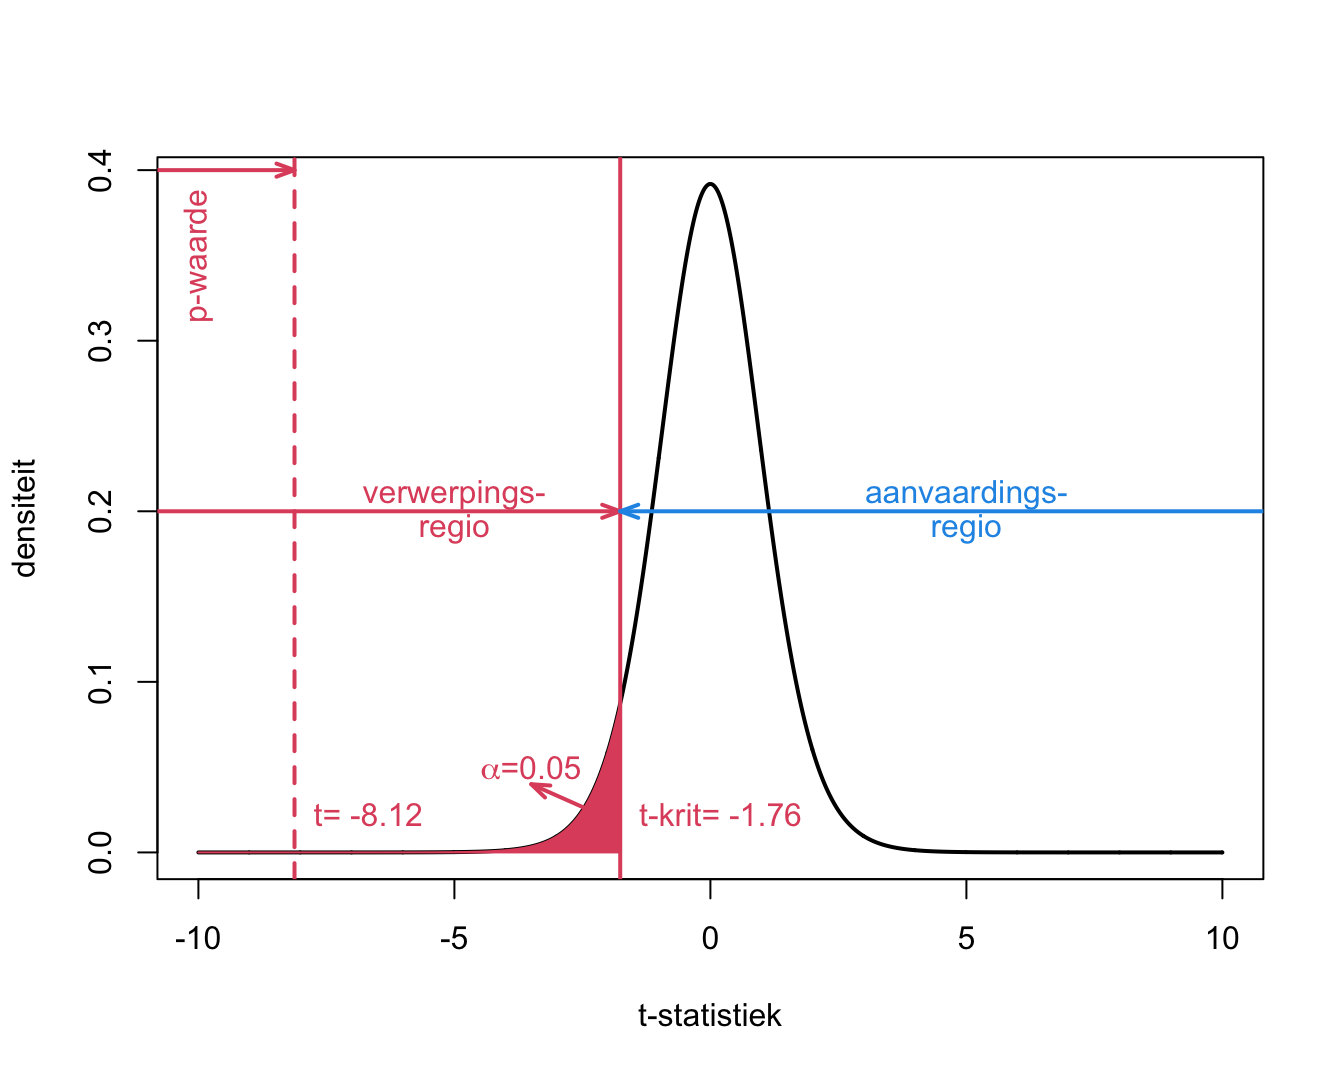 0.4
0.3
0.2
0.1
0.0
densiteit
p-waarde
verwerpings-
regio
aanvaardings-
regio
α=0.05
t= -8.12
t-krit= -1.76
-10
-5
0
5
10
t-statistiek